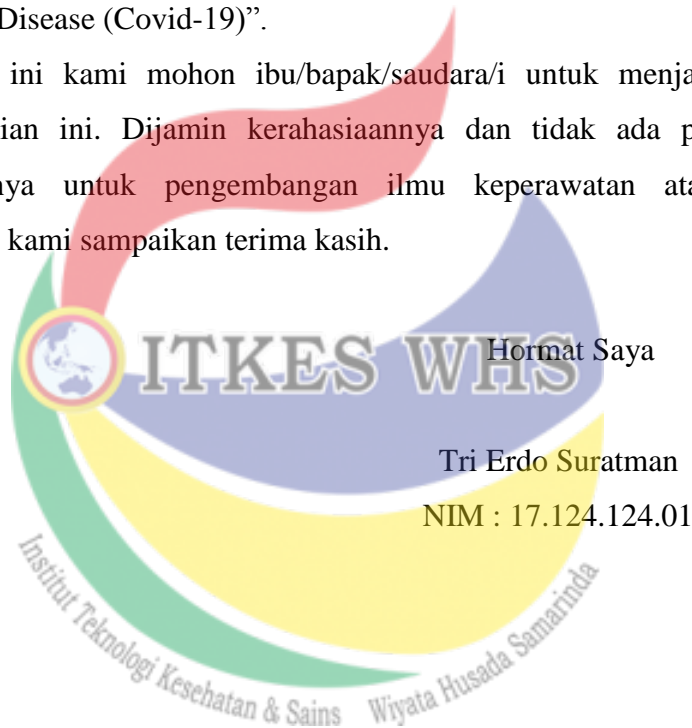 Disease (Covid-19)”.
ini kami mohon ibu/bapak/saudara/i untuk menja
ian ini. Dijamin kerahasiaannya dan tidak ada p
nya untuk pengembangan ilmu keperawatan ata
kami sampaikan terima kasih.
ITKES WHS
Hormat Saya
Tri Erdo Suratman
NIM : 17.124.124.01
Institut Teknologi Kesehatan & Sains Wiyata Husada Samarinda